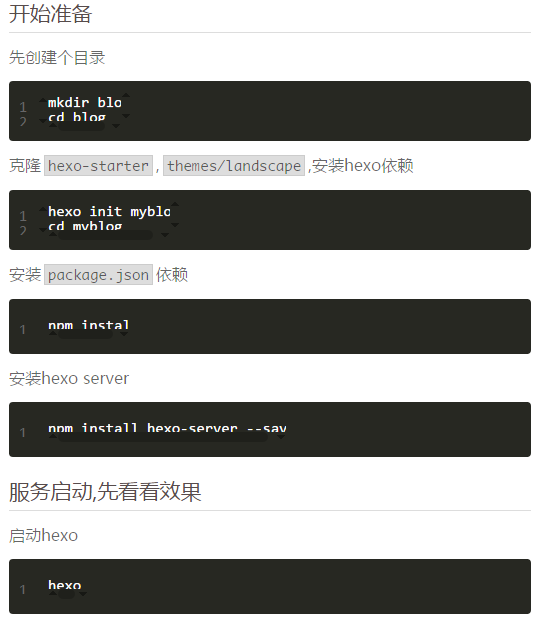 开始准备
先创建个目录
1 mkdir blo
2 cd blog
克隆 hexo-starter , themes/landscape ,安装hexo依赖
1 hexo init myblo
2 cd myblog
安装 package.json 依赖
1 npm instal
安装hexo server
1 npm install hexo-server --sav
服务启动,先看看效果
启动hexo
1 hexo